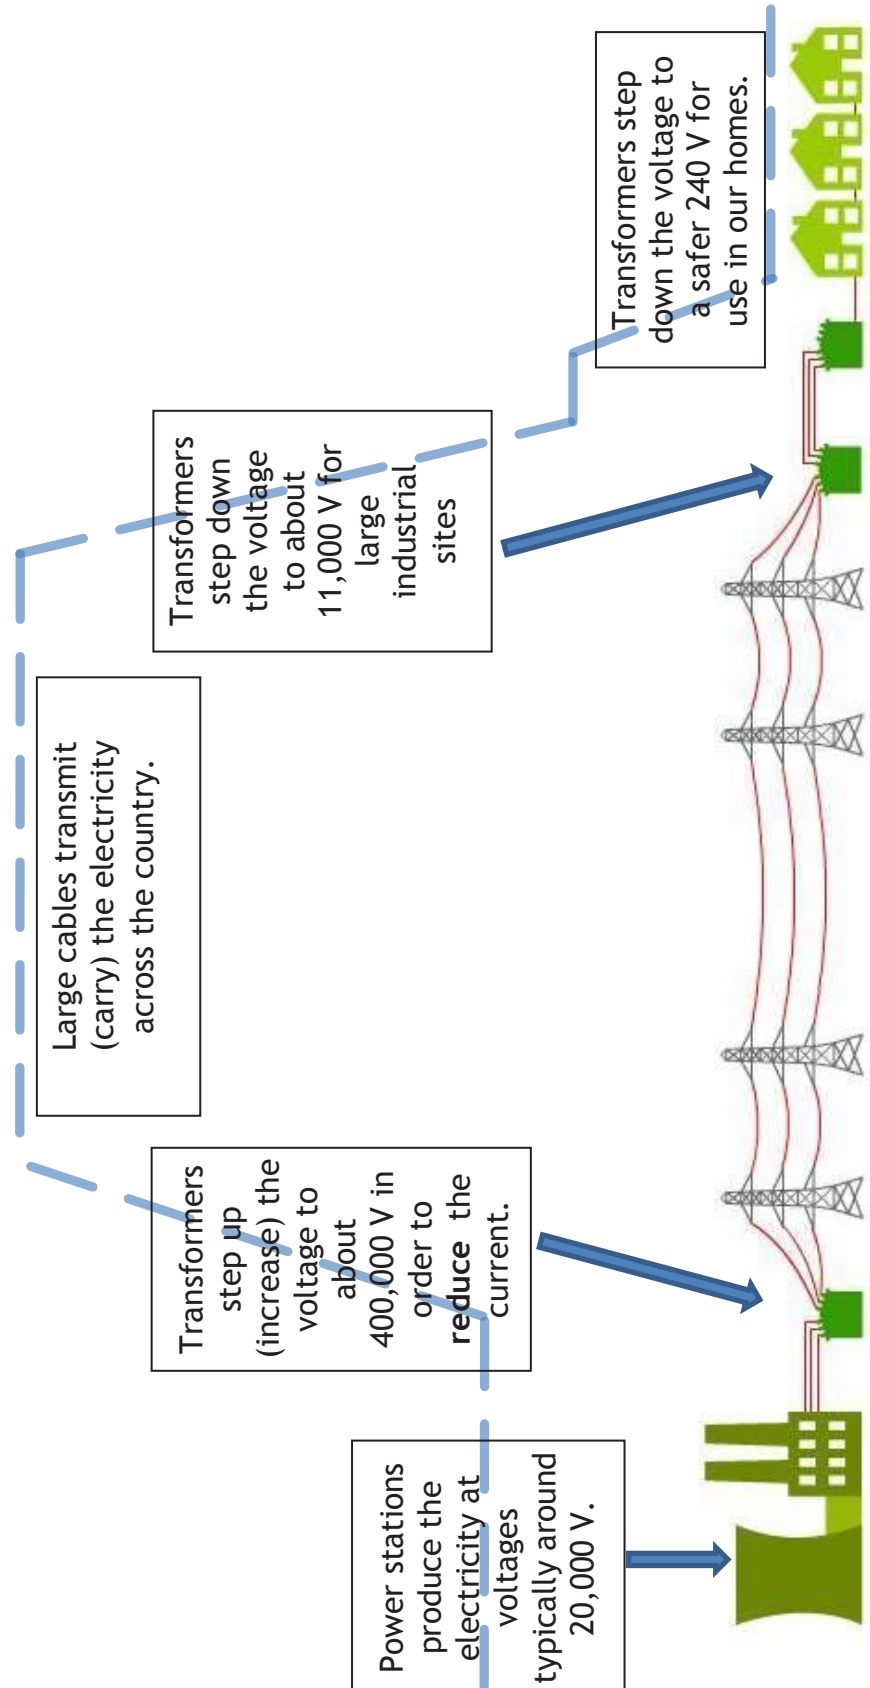 Power stations
produce the
electricity at
voltages
typically around
20,000 V.
Transformers
step up
(increase) the
voltage to
about
400,000 V in
order to
reduce the
current.
Large cables transmit
(carry) the electricity
across the country.
Transformers
step down
the voltage
to about
11,000 V for
large
industrial
sites
Transformers step
down the voltage to
a safer 240 V for
use in our homes.